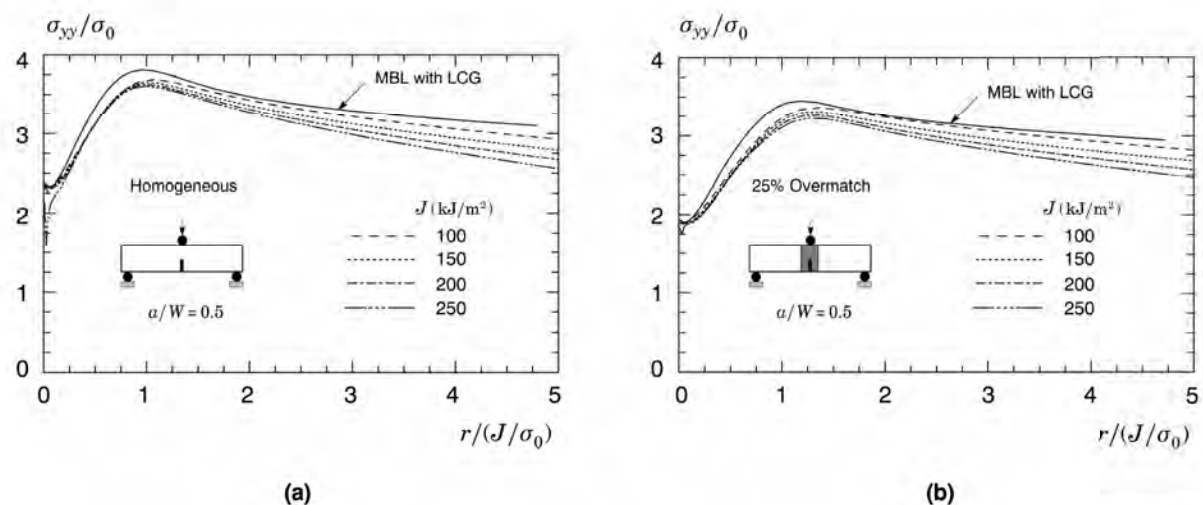 σyy/σ0
4
3
2
1
0
MBL with LCG
Homogeneous
J (kJ/m²)
100
150
200
250
a/W = 0.5
0 1 2 3 4 5
r/(J/σ0)
(a)
σyy/σ0
4
3
2
1
0
MBL with LCG
25% Overmatch
J (kJ/m²)
100
150
200
250
a/W = 0.5
0 1 2 3 4 5
r/(J/σ0)
(b)